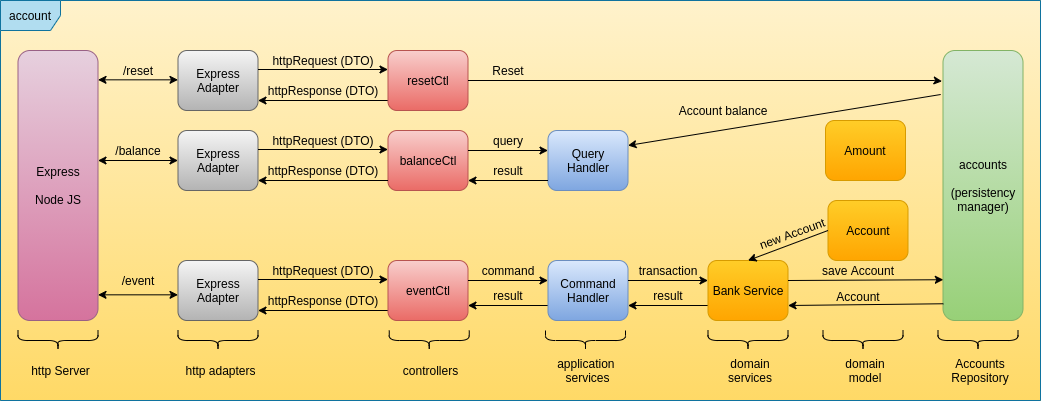 account
/reset
Express
Adapter
httpRequest (DTO)
httpResponse (DTO)
resetCtl
Reset
Account balance
/balance
Express
Adapter
httpRequest (DTO)
httpResponse (DTO)
balanceCtl
query
result
Query
Handler
Amount
Express
Node JS
accounts
(persistency
manager)
new Account
Account
/event
Express
Adapter
httpRequest (DTO)
httpResponse (DTO)
eventCtl
command
result
Command
Handler
transaction
result
Bank Service
save Account
Account
http Server
http adapters
controllers
application
services
domain
services
domain
model
Accounts
Repository